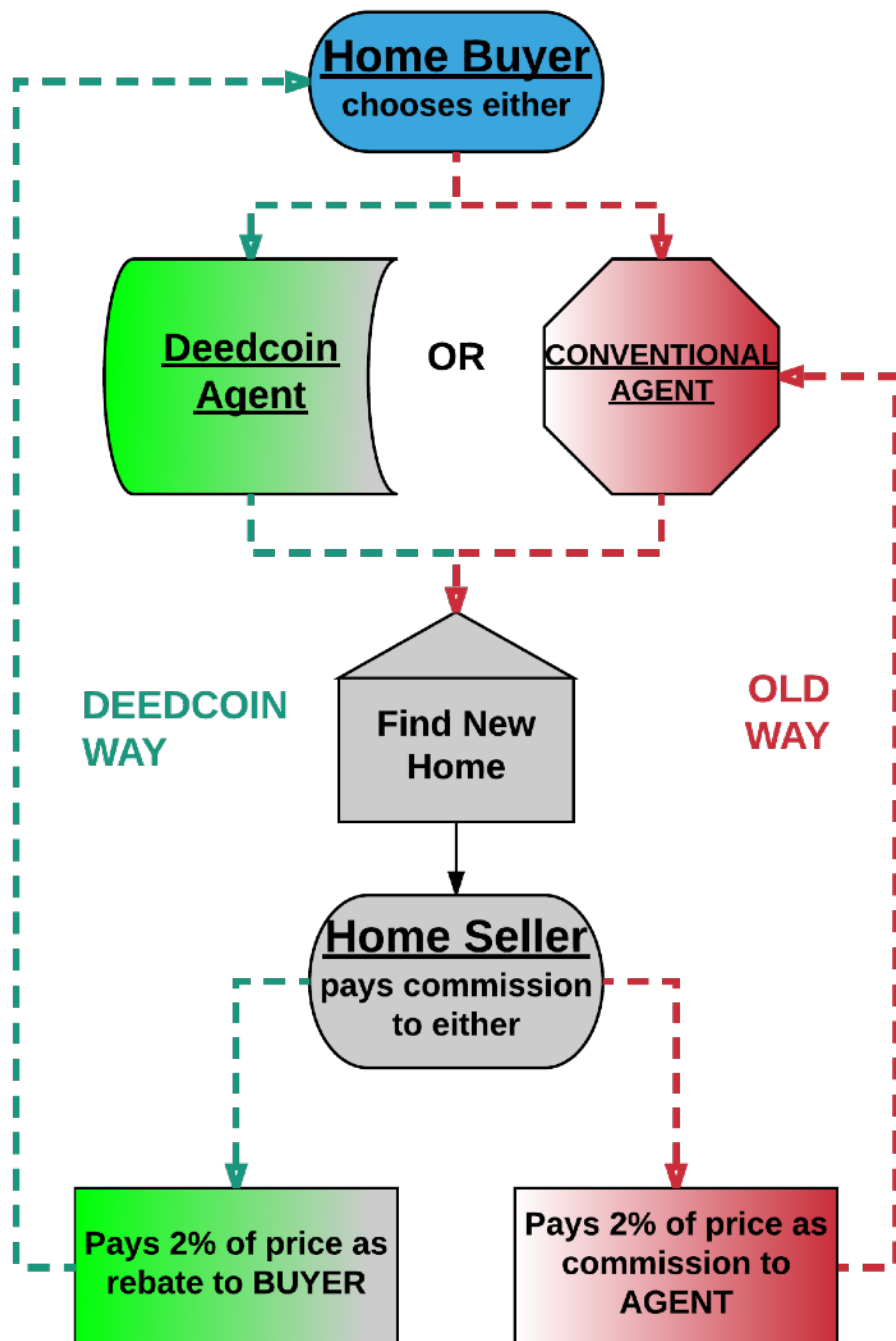 Home Buyer
chooses either
Deedcoin
Agent
OR
CONVENTIONAL
AGENT
DEEDCOIN
WAY
OLD
WAY
Find New
Home
Home Seller
pays commission
to either
Pays 2% of price as
rebate to BUYER
Pays 2% of price as
commission to
AGENT